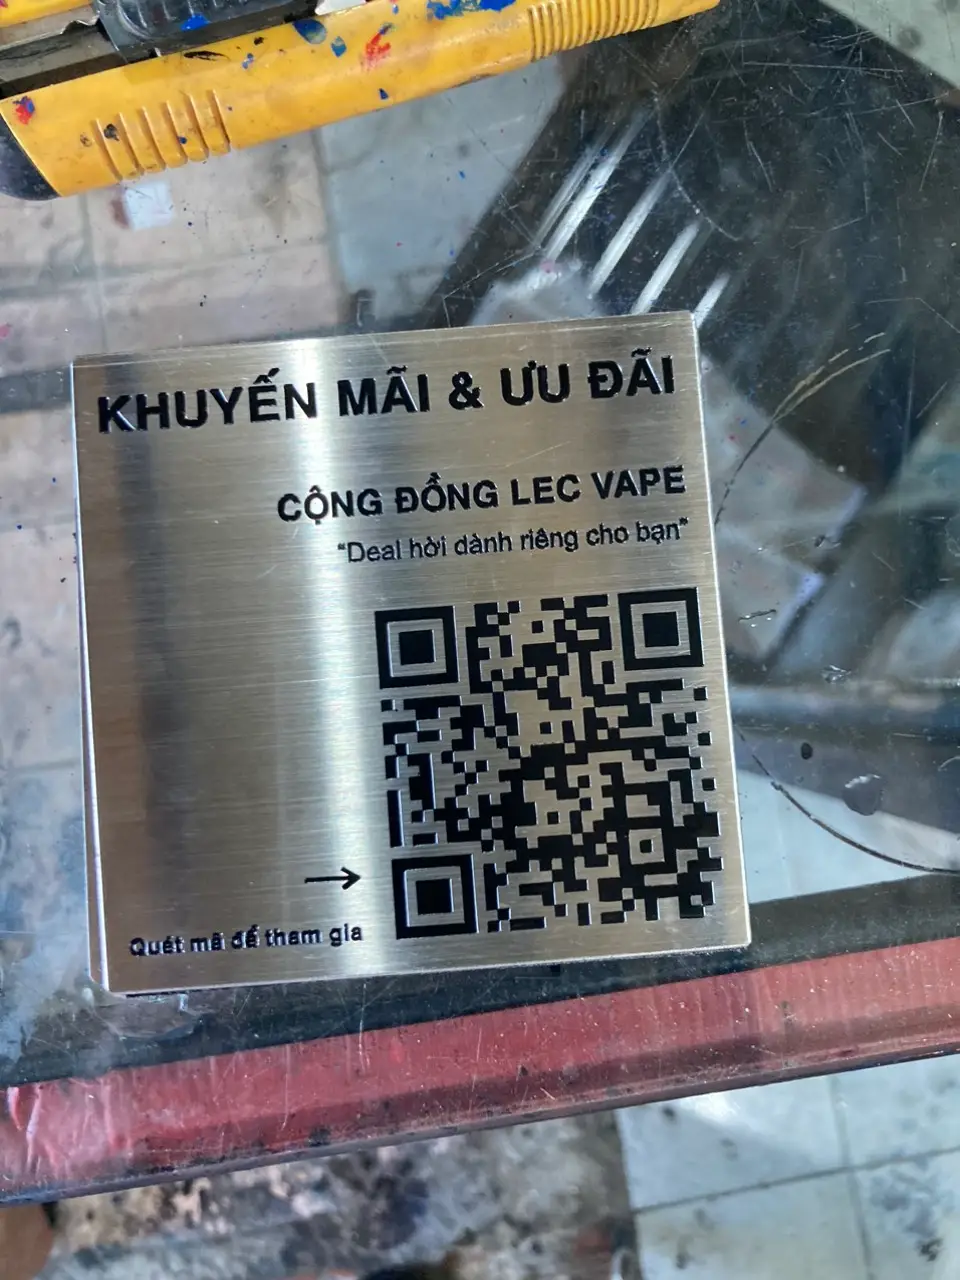 KHUYẾN MÃI & ƯU ĐÃI
CỘNG ĐỒNG LEC VAPE
“Deal hời dành riêng cho bạn”
→
Quét mã để tham gia